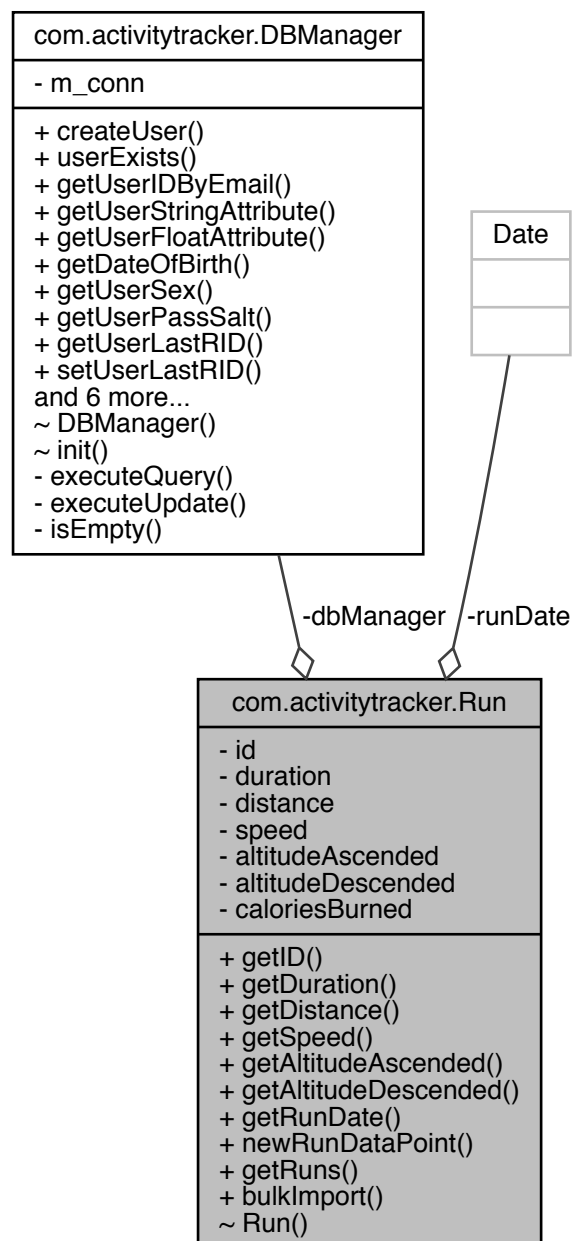 com.activitytracker.DBManager
- m_conn
+ createUser()
+ userExists()
+ getUserIDByEmail()
+ getUserStringAttribute()
+ getUserFloatAttribute()
+ getDateOfBirth()
+ getUserSex()
+ getUserPassSalt()
+ getUserLastRID()
+ setUserLastRID()
and 6 more...
~ DBManager()
~ init()
- executeQuery()
- executeUpdate()
- isEmpty()
Date
-dbManager
-runDate
com.activitytracker.Run
- id
- duration
- distance
- speed
- altitudeAscended
- altitudeDescended
- caloriesBurned
+ getID()
+ getDuration()
+ getDistance()
+ getSpeed()
+ getAltitudeAscended()
+ getAltitudeDescended()
+ getRunDate()
+ newRunDataPoint()
+ getRuns()
+ bulkImport()
~ Run()